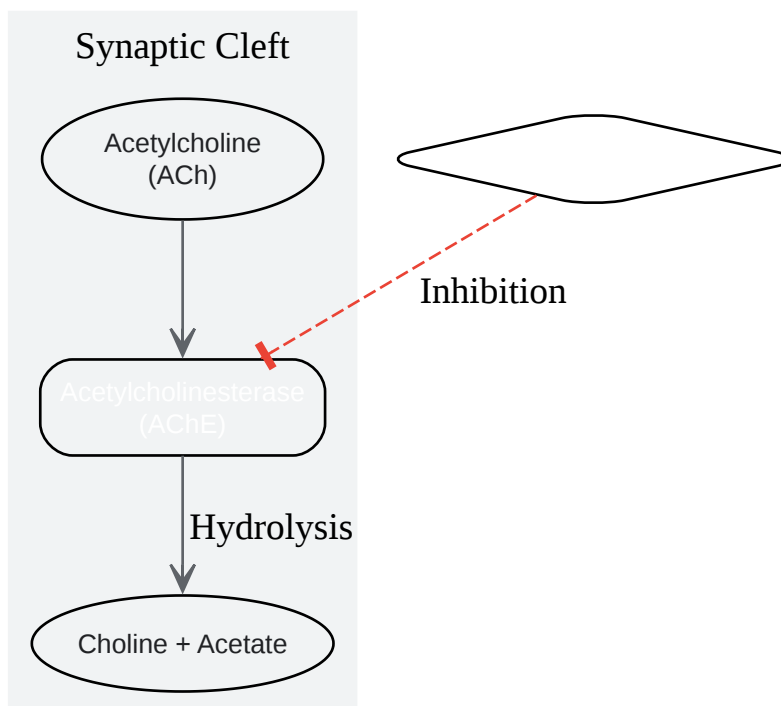 Synaptic Cleft
Acetylcholine
(ACh)
Inhibition
Acetylcholinesterase
(AChE)
Hydrolysis
Choline + Acetate